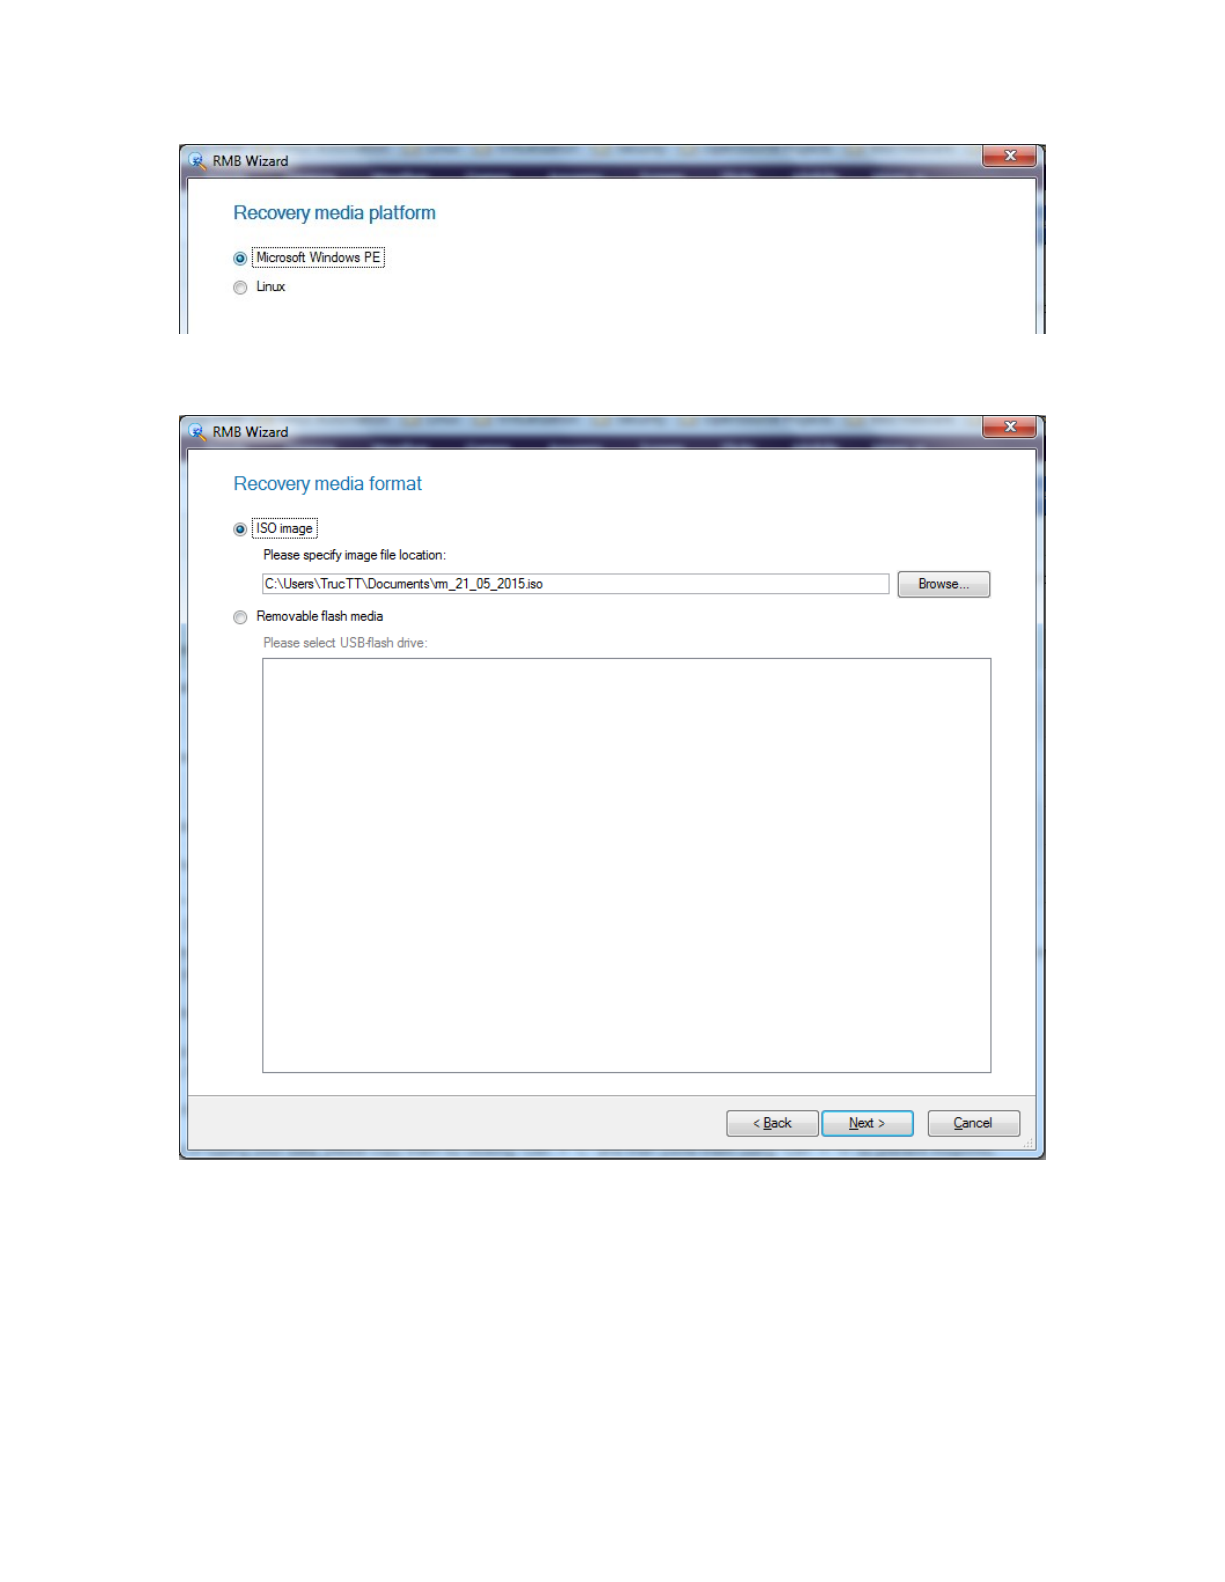 RMB Wizard
Recovery media platform
Microsoft Windows PE
Linux
RMB Wizard
Recovery media format
ISO image
Please specify image file location:
C:\Users\TrucTT\Documents\rm_21_05_2015.iso
Browse...
Removable flash media
Please select USB-flash drive:
< Back
Next >
Cancel